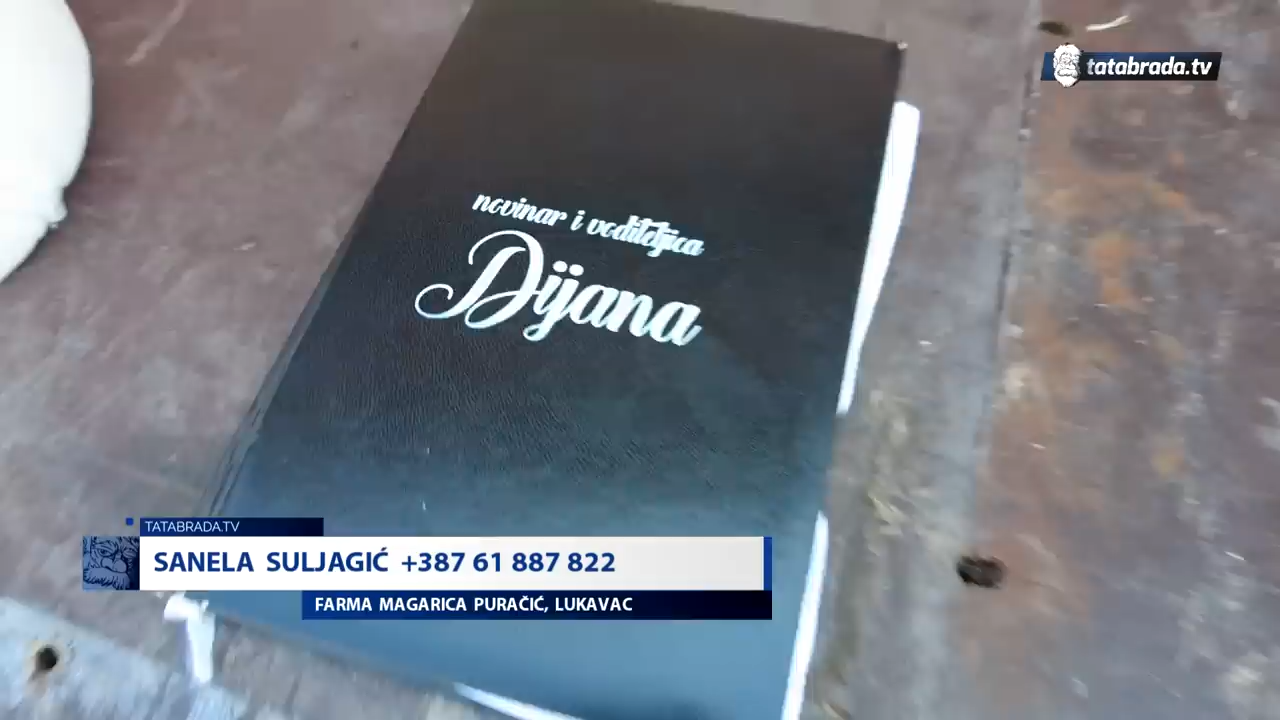 tatabrada.tv
novinar i voditeljica
Dijana
TATABRADA.TV
SANELA SULJAGIĆ +387 61 887 822
FARMA MAGARICA PURAČIĆ, LUKAVAC